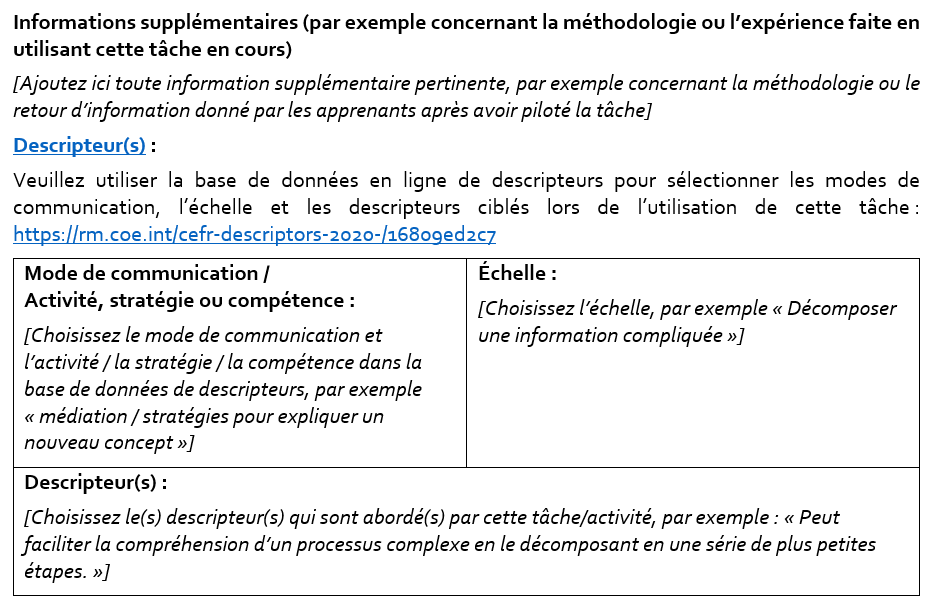 Informations supplémentaires (par exemple concernant la méthodologie ou l’expérience faite en
utilisant cette tâche en cours)
[Ajoutez ici toute information supplémentaire pertinente, par exemple concernant la méthodologie ou le
retour d’information donné par les apprenants après avoir piloté la tâche]
Descripteur(s) :
Veuillez utiliser la base de données en ligne de descripteurs pour sélectionner les modes de
communication, l’échelle et les descripteurs ciblés lors de l’utilisation de cette tâche :
https://rm.coe.int/cefr-descriptors-2020-/16809ed2c7
Mode de communication /
Activité, stratégie ou compétence :
[Choisissez le mode de communication et
l’activité / la stratégie / la compétence dans la
base de données de descripteurs, par exemple
« médiation / stratégies pour expliquer un
nouveau concept »]
Échelle :
[Choisissez l’échelle, par exemple « Décomposer
une information compliquée »]
Descripteur(s) :
[Choisissez le(s) descripteur(s) qui sont abordé(s) par cette tâche/activité, par exemple : « Peut
faciliter la compréhension d’un processus complexe en le décomposant en une série de plus petites
étapes. »]